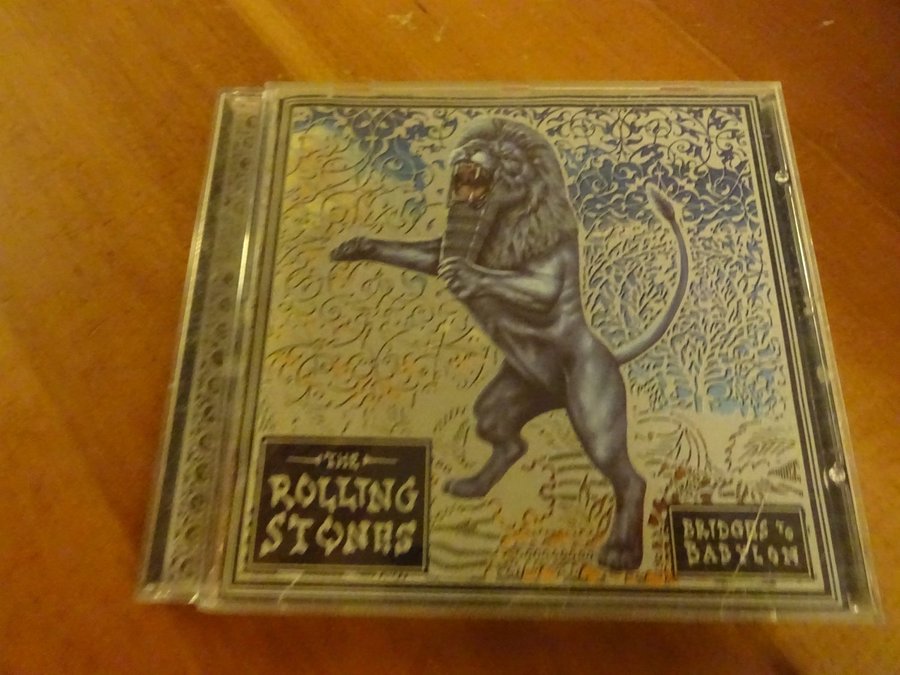 THE
ROLLING
STONES
BRIDGES TO
BABYLON